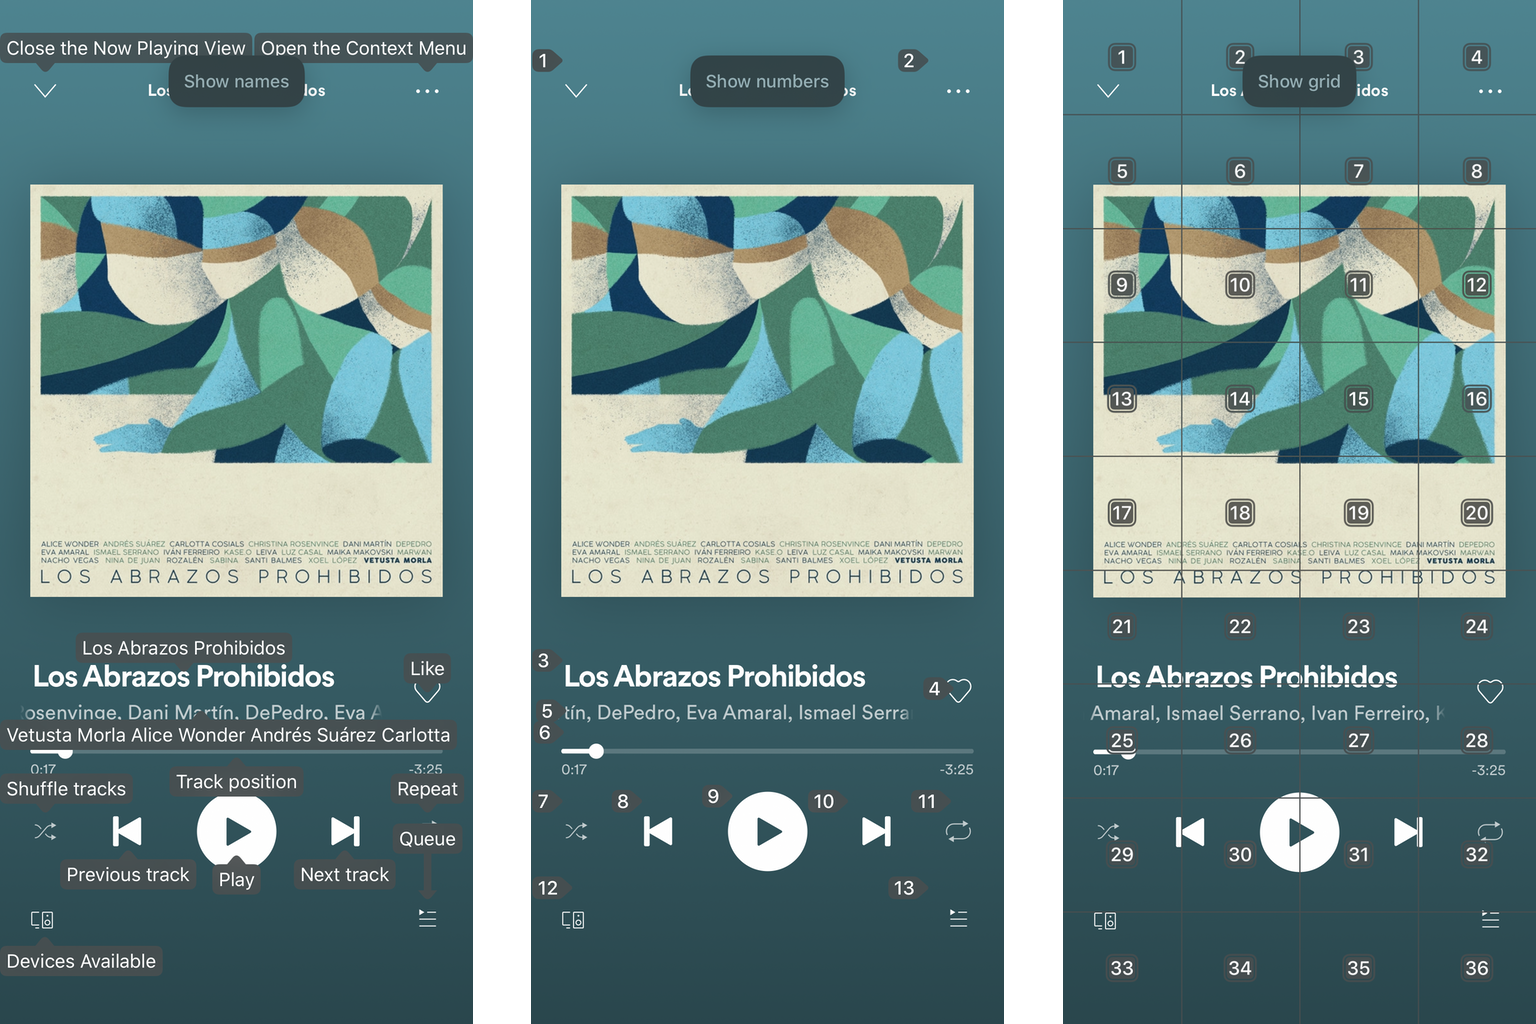 Close the Now Playing View
Open the Context Menu
Show names
Los
dos
ALICE WONDER ANDRÉS SUÁREZ CARLOTTA COSIALS CHRISTINA ROSENVINGE DANI MARTÍN DEPEDRO
EVA AMARAL ISMAEL SERRANO IVÁN FERREIRO KASE.O LEIVA LUZ CASAL MAIKA MAKOVSKI MARWAN
NACHO VEGAS NINA DE JUAN ROZALÉN SABINA SANTI BALMES XOEL LÓPEZ VETUSTA MORLA
LOS ABRAZOS PROHIBIDOS
Los Abrazos Prohibidos
Like
Los Abrazos Prohibidos
osenvinge, Dani Martín, DePedro, Eva A
Vetusta Morla Alice Wonder Andrés Suárez Carlotta
0:17
-3:25
Shuffle tracks
Track position
Repeat
Queue
Previous track
Play
Next track
Devices Available
1
2
Show numbers
Lo
os
ALICE WONDER ANDRÉS SUÁREZ CARLOTTA COSIALS CHRISTINA ROSENVINGE DANI MARTÍN DEPEDRO
EVA AMARAL ISMAEL SERRANO IVÁN FERREIRO KASE.O LEIVA LUZ CASAL MAIKA MAKOVSKI MARWAN
NACHO VEGAS NINA DE JUAN ROZALÉN SABINA SANTI BALMES XOEL LÓPEZ VETUSTA MORLA
LOS ABRAZOS PROHIBIDOS
3
Los Abrazos Prohibidos
4
5
tín, DePedro, Eva Amaral, Ismael Serra
6
0:17
-3:25
7
8
9
10
11
12
13
1
2
3
4
Show grid
Los A
idos
5
6
7
8
9
10
11
12
13
14
15
16
17
18
19
20
ALICE WONDER ANDRÉS SUÁREZ CARLOTTA COSIALS CHRISTINA ROSENVINGE DANI MARTÍN DEPEDRO
EVA AMARAL ISMAEL SERRANO IVÁN FERREIRO KASE.O LEIVA LUZ CASAL MAIKA MAKOVSKI MARWAN
NACHO VEGAS NINA DE JUAN ROZALÉN SABINA SANTI BALMES XOEL LÓPEZ VETUSTA MORLA
LOS ABRAZOS PROHIBIDOS
21
22
23
24
Los Abrazos Prohibidos
Amaral, Ismael Serrano, Ivan Ferreiro, K
25
26
27
28
0:17
-3:25
29
30
31
32
33
34
35
36